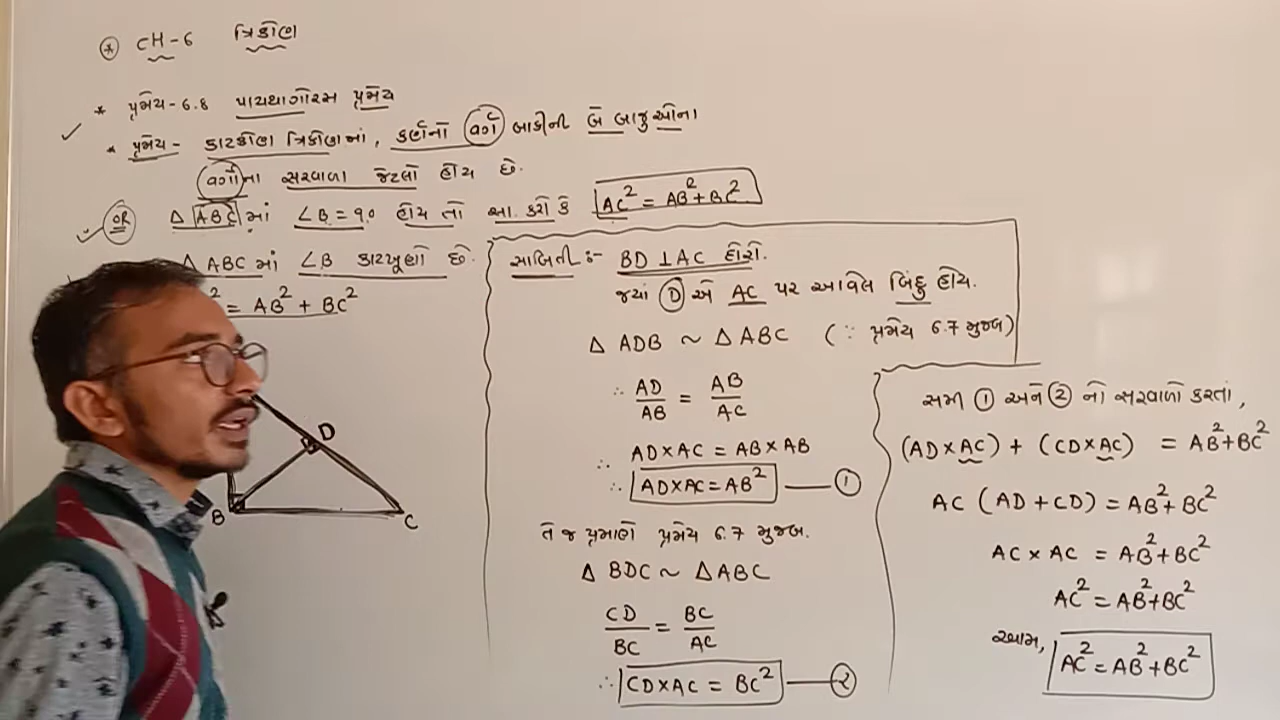 * CH-6 ત્રિકોણ
* પ્રમેય-6.8 પાયથાગોરસ પ્રમેય
* પ્રમેય - કાટકોણ ત્રિકોણમાં, કર્ણનો વર્ગ બાકીની બે બાજુઓના
વર્ગોના સરવાળા જેટલો હોય છે.
OR Δ ABC માં ∠B = ૧૦ હોય તો સા. કરો કે AC² = AB² + BC²
Δ ABC માં ∠B કાટખૂણો છે.
² = AB² + BC²
D
B
C
સાબિતી :- BD ⊥ AC દોરો.
જ્યાં D એ AC પર આવેલ બિંદુ હોય.
Δ ADB ~ Δ ABC (∵ પ્રમેય 6.7 મુજબ)
∴ AD/AB = AB/AC
∴ AD × AC = AB × AB
∴ AD × AC = AB² — ①
તે જ પ્રમાણે પ્રમેય 6.7 મુજબ.
Δ BDC ~ Δ ABC
CD/BC = BC/AC
∴ CD × AC = BC² — ②
સમી ① અને ② નો સરવાળો કરતાં,
(AD × AC) + (CD × AC) = AB² + BC²
AC (AD + CD) = AB² + BC²
AC × AC = AB² + BC²
AC² = AB² + BC²
આમ, AC² = AB² + BC²